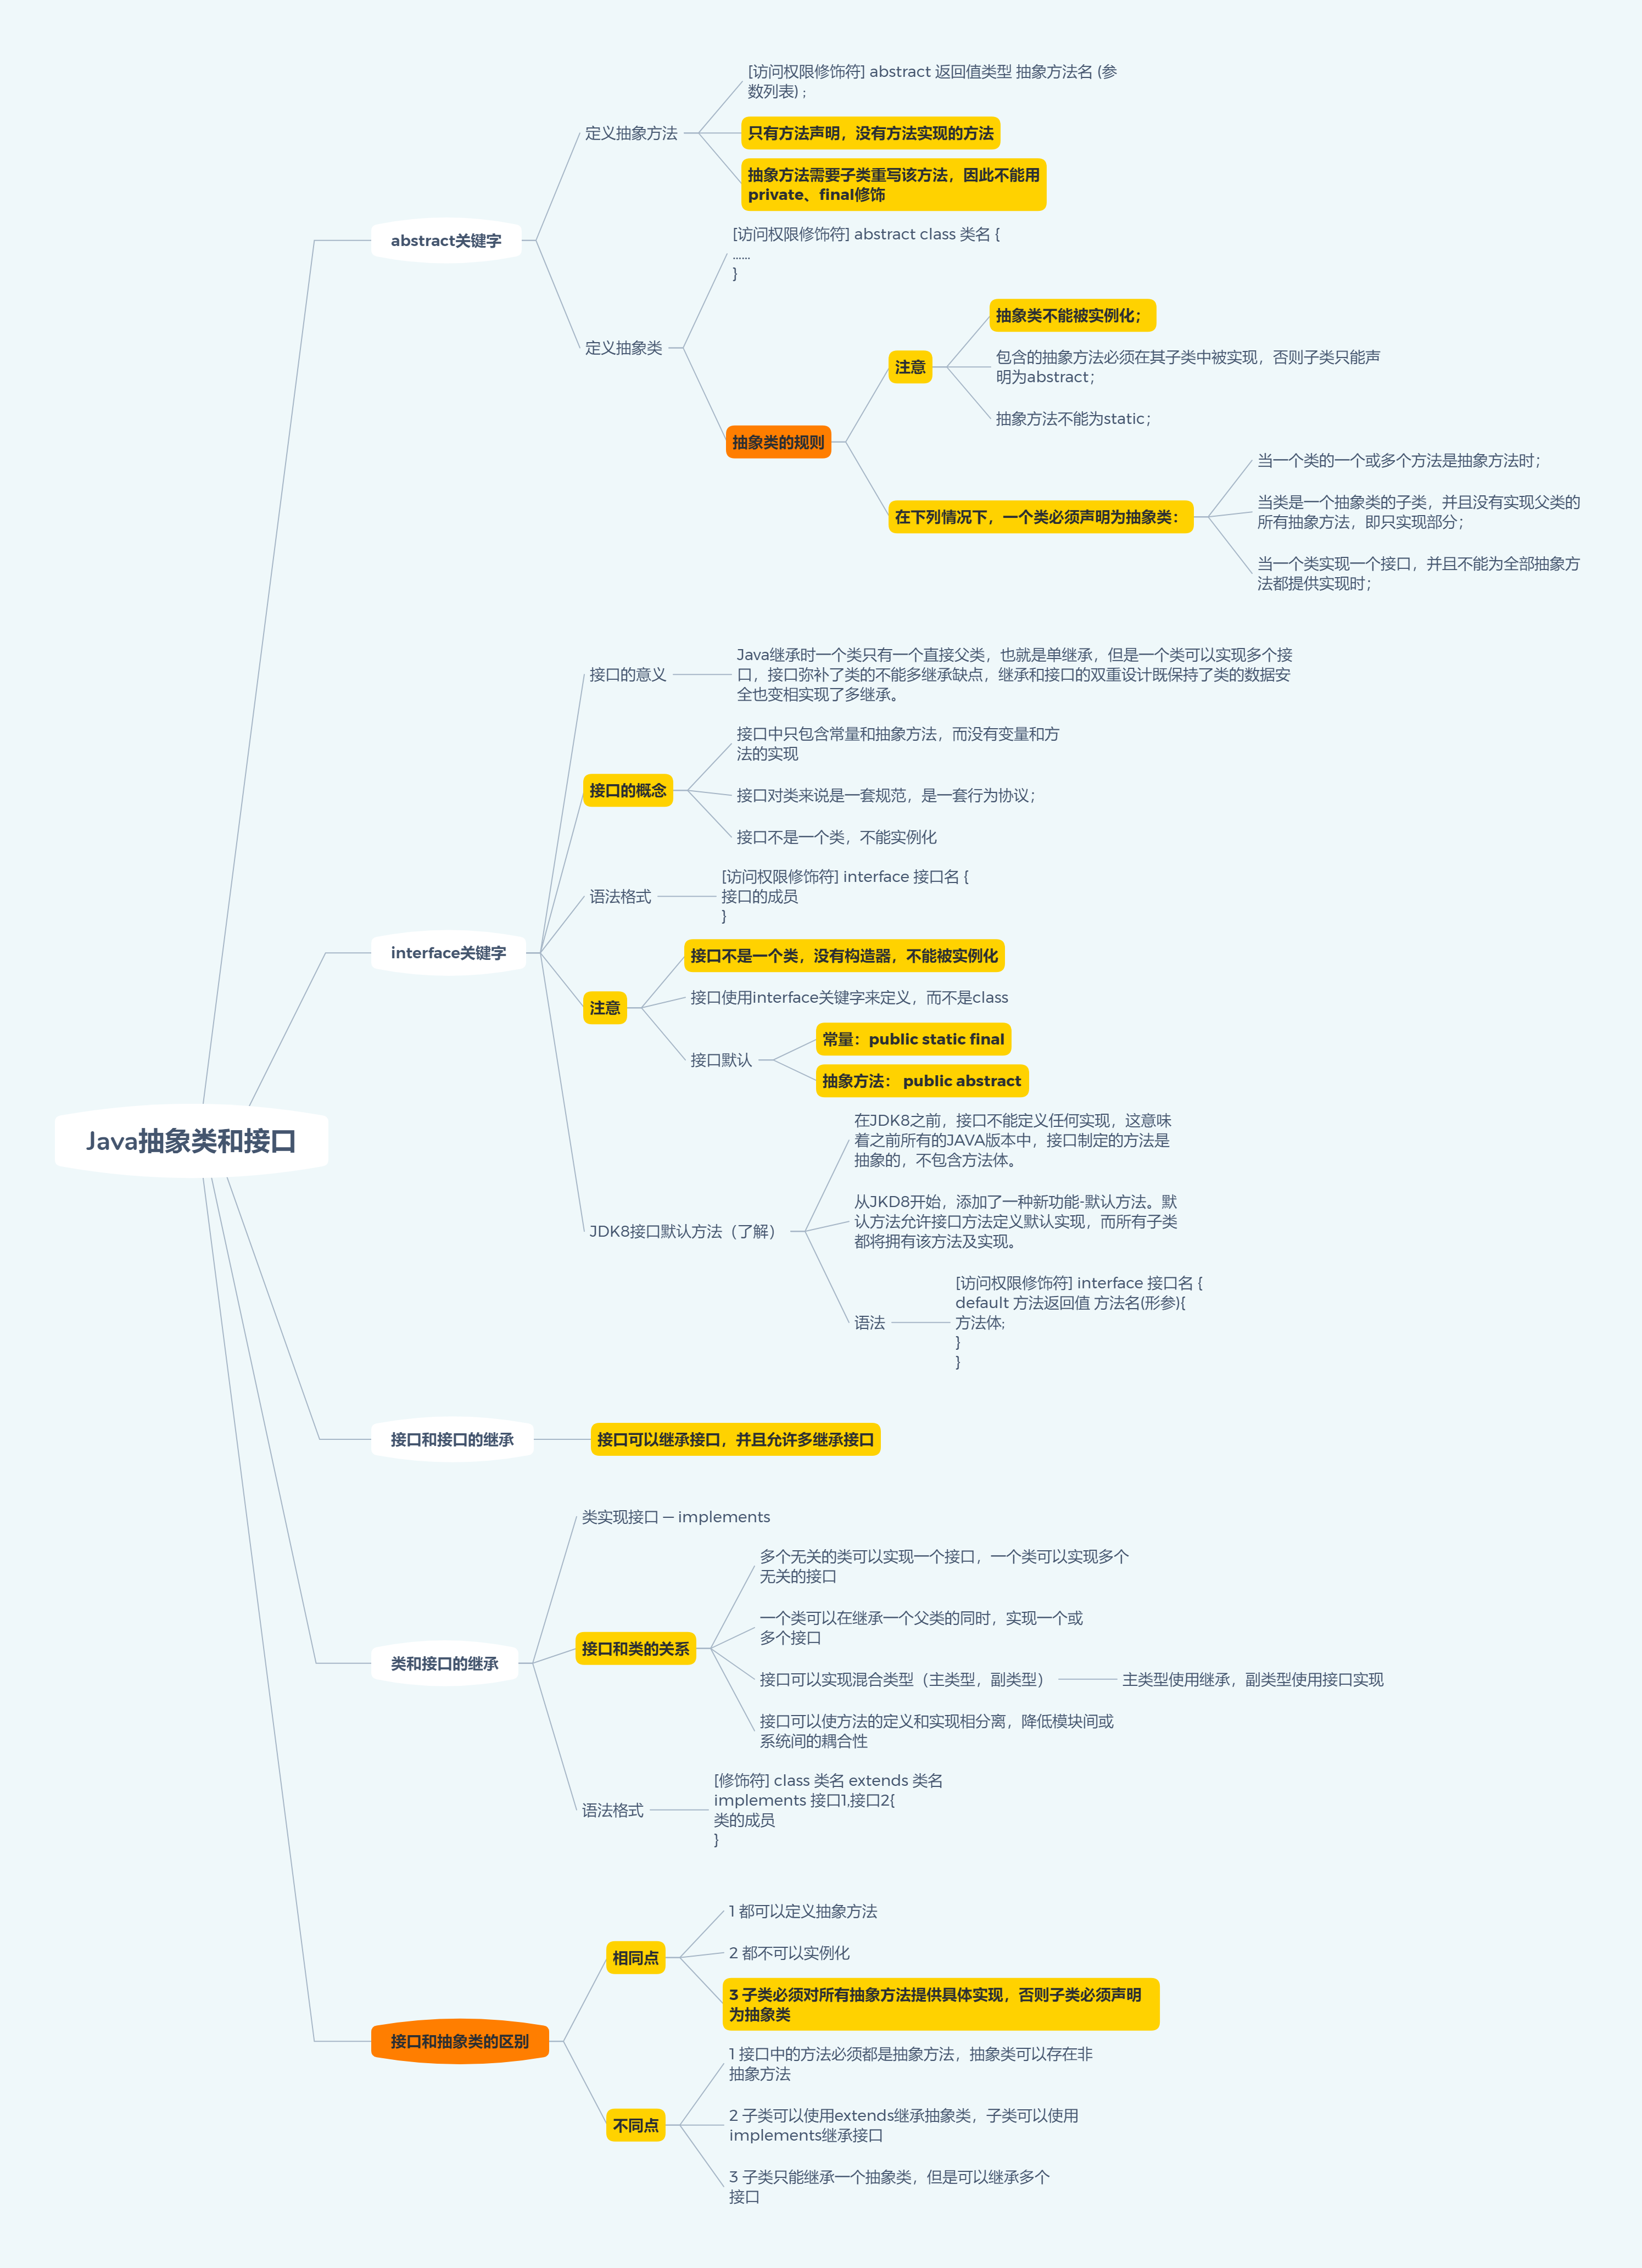 Java抽象类和接口
abstract关键字
定义抽象方法
[访问权限修饰符] abstract 返回值类型 抽象方法名 (参
数列表) ;
只有方法声明，没有方法实现的方法
抽象方法需要子类重写该方法，因此不能用
private、final修饰
定义抽象类
[访问权限修饰符] abstract class 类名 {
......
}
抽象类的规则
注意
抽象类不能被实例化；
包含的抽象方法必须在其子类中被实现，否则子类只能声
明为abstract；
抽象方法不能为static；
在下列情况下，一个类必须声明为抽象类：
当一个类的一个或多个方法是抽象方法时；
当类是一个抽象类的子类，并且没有实现父类的
所有抽象方法，即只实现部分；
当一个类实现一个接口，并且不能为全部抽象方
法都提供实现时；
interface关键字
接口的意义
Java继承时一个类只有一个直接父类，也就是单继承，但是一个类可以实现多个接
口，接口弥补了类的不能多继承缺点，继承和接口的双重设计既保持了类的数据安
全也变相实现了多继承。
接口的概念
接口中只包含常量和抽象方法，而没有变量和方
法的实现
接口对类来说是一套规范，是一套行为协议；
接口不是一个类，不能实例化
语法格式
[访问权限修饰符] interface 接口名 {
接口的成员
}
注意
接口不是一个类，没有构造器，不能被实例化
接口使用interface关键字来定义，而不是class
接口默认
常量：public static final
抽象方法： public abstract
JDK8接口默认方法（了解）
在JDK8之前，接口不能定义任何实现，这意味
着之前所有的JAVA版本中，接口制定的方法是
抽象的，不包含方法体。
从JKD8开始，添加了一种新功能-默认方法。默
认方法允许接口方法定义默认实现，而所有子类
都将拥有该方法及实现。
语法
[访问权限修饰符] interface 接口名 {
default 方法返回值 方法名(形参){
方法体;
}
}
接口和接口的继承
接口可以继承接口，并且允许多继承接口
类和接口的继承
类实现接口 — implements
接口和类的关系
多个无关的类可以实现一个接口，一个类可以实现多个
无关的接口
一个类可以在继承一个父类的同时，实现一个或
多个接口
接口可以实现混合类型（主类型，副类型）
主类型使用继承，副类型使用接口实现
接口可以使方法的定义和实现相分离，降低模块间或
系统间的耦合性
语法格式
[修饰符] class 类名 extends 类名
implements 接口1,接口2{
类的成员
}
接口和抽象类的区别
相同点
1 都可以定义抽象方法
2 都不可以实例化
3 子类必须对所有抽象方法提供具体实现，否则子类必须声明
为抽象类
不同点
1 接口中的方法必须都是抽象方法，抽象类可以存在非
抽象方法
2 子类可以使用extends继承抽象类，子类可以使用
implements继承接口
3 子类只能继承一个抽象类，但是可以继承多个
接口